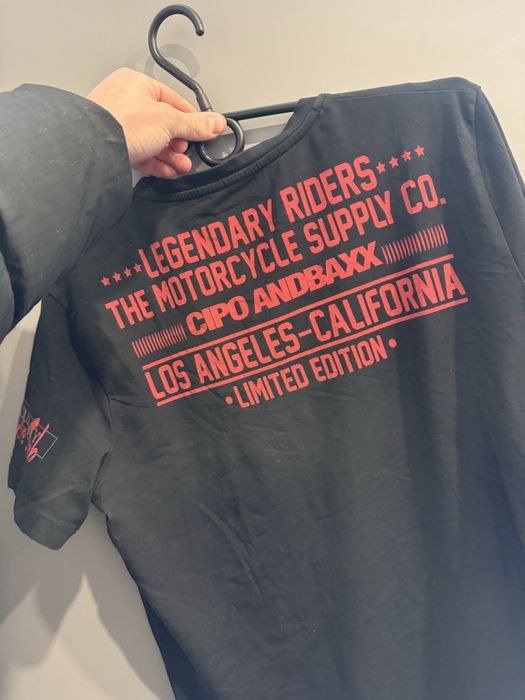 LEGENDARY RIDERS
THE MOTORCYCLE SUPPLY CO.
CIPO ANDBAXX
LOS ANGELES-CALIFORNIA
•LIMITED EDITION•